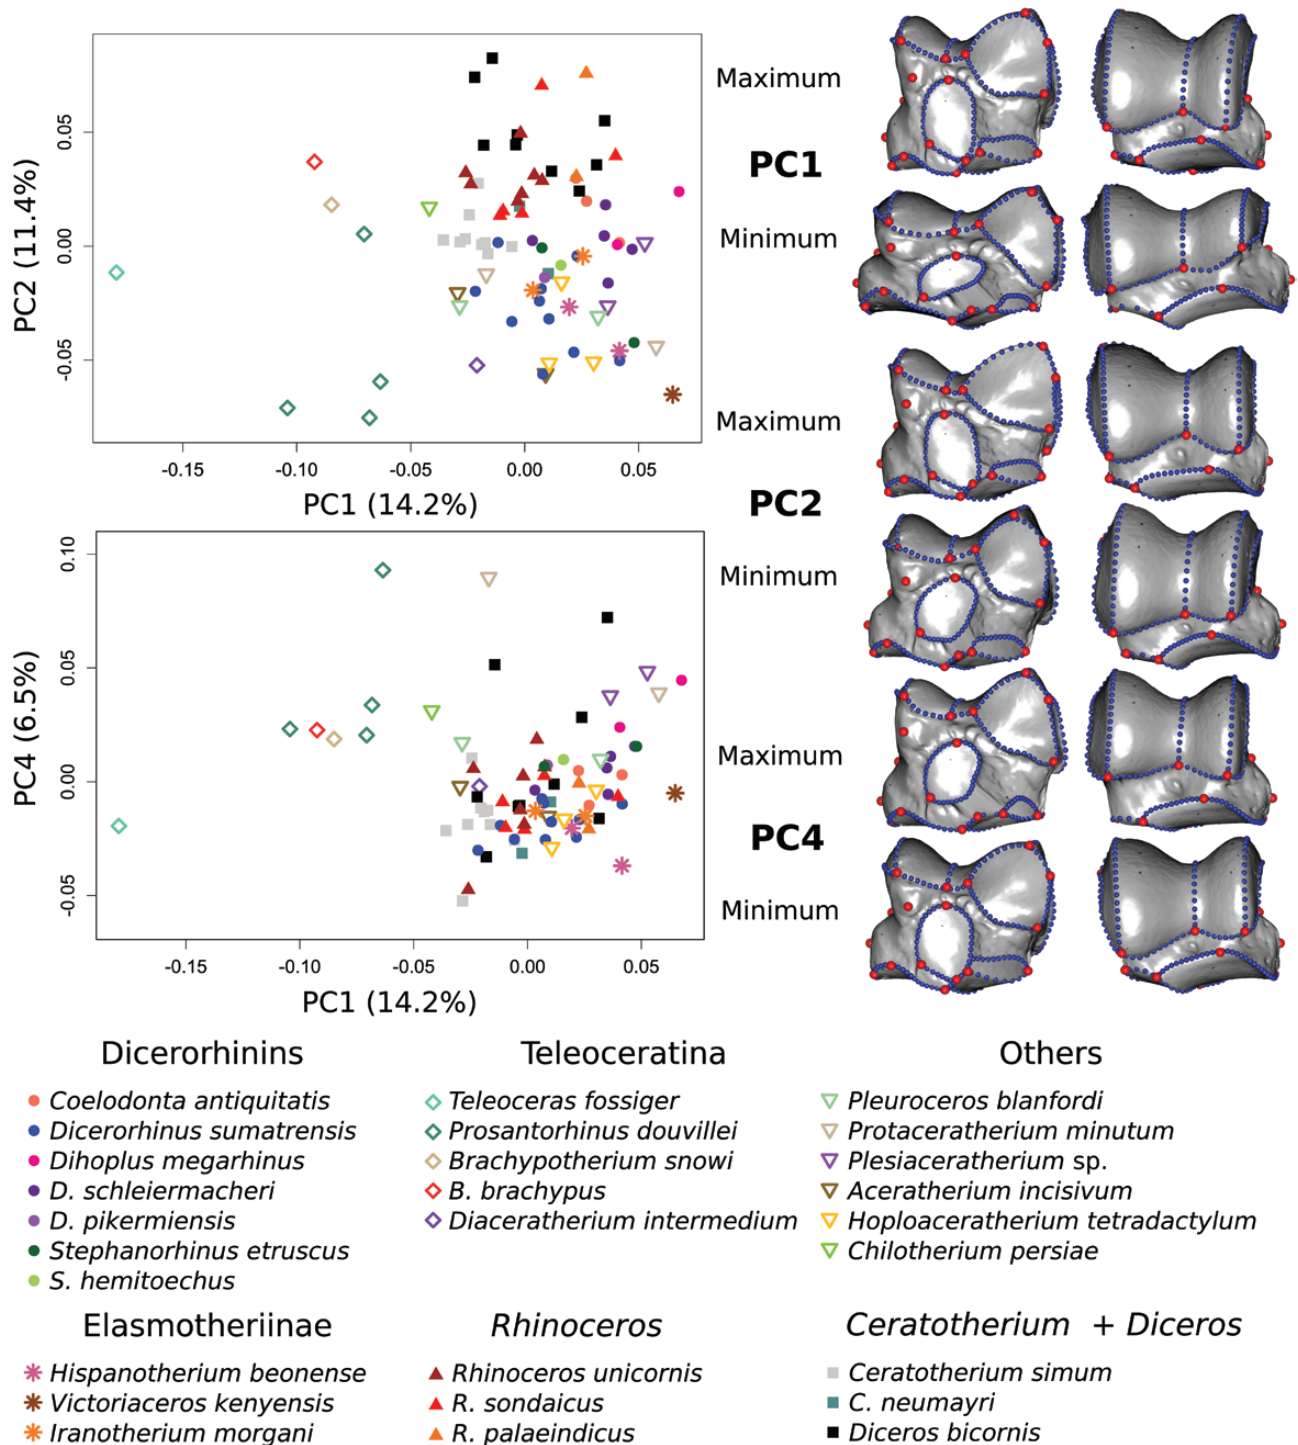 PC2 (11.4%)
0.05
0.00
-0.05
-0.15
-0.10
-0.05
0.00
0.05
PC1 (14.2%)
Maximum
PC1
Minimum
Maximum
PC2
Minimum
PC4 (6.5%)
0.10
0.05
0.00
-0.05
-0.15
-0.10
-0.05
0.00
0.05
PC1 (14.2%)
Maximum
PC4
Minimum
Dicerorhinins
Coelodonta antiquitatis
Dicerorhinus sumatrensis
Dihoplus megarhinus
D. schleiermacheri
D. pikermiensis
Stephanorhinus etruscus
S. hemitoechus
Teleoceratina
Teleoceras fossiger
Prosantorhinus douvillei
Brachypotherium snowi
B. brachypus
Diaceratherium intermedium
Others
Pleuroceros blanfordi
Protaceratherium minutum
Plesiaceratherium sp.
Aceratherium incisivum
Hoploaceratherium tetradactylum
Chilotherium persiae
Elasmotheriinae
Hispanotherium beonense
Victoriaceros kenyensis
Iranotherium morgani
Rhinoceros
Rhinoceros unicornis
R. sondaicus
R. palaeindicus
Ceratotherium + Diceros
Ceratotherium simum
C. neumayri
Diceros bicornis